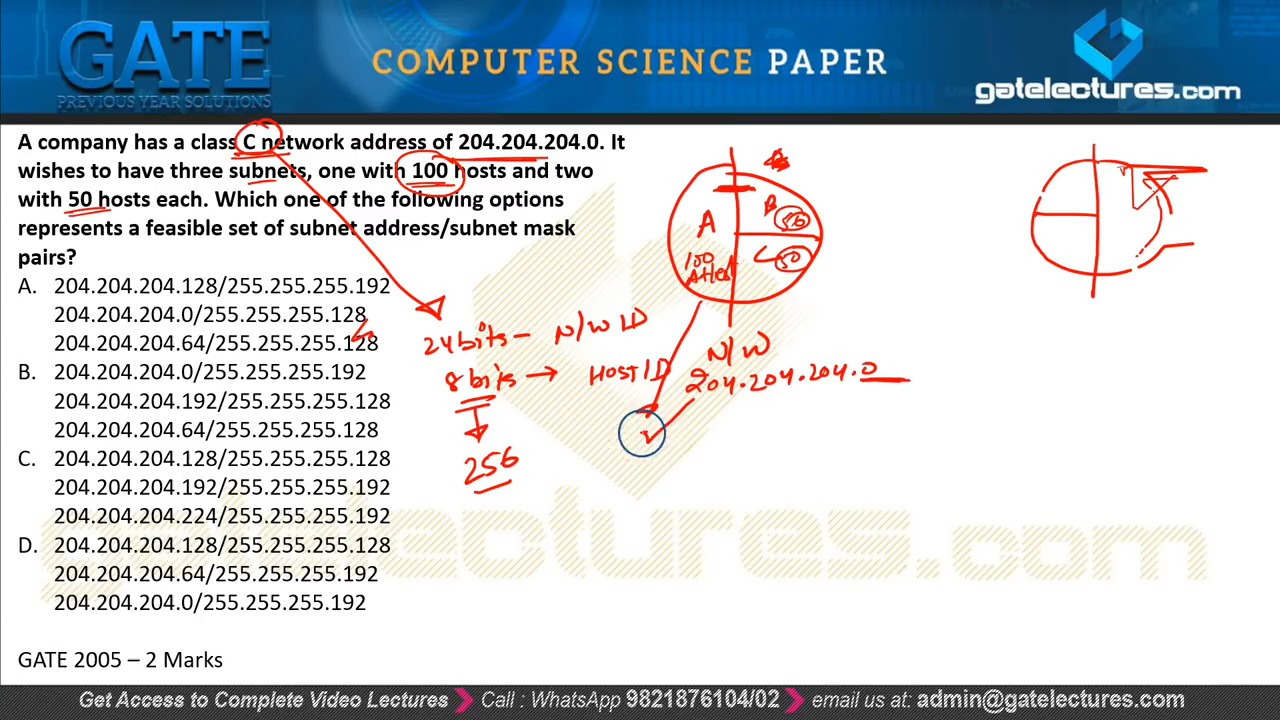 GATE
PREVIOUS YEAR SOLUTIONS
COMPUTER SCIENCE PAPER
gatelectures.com
A company has a class C network address of 204.204.204.0. It
wishes to have three subnets, one with 100 hosts and two
with 50 hosts each. Which one of the following options
represents a feasible set of subnet address/subnet mask
pairs?
A. 204.204.204.128/255.255.255.192
204.204.204.0/255.255.255.128
204.204.204.64/255.255.255.128
B. 204.204.204.0/255.255.255.192
204.204.204.192/255.255.255.128
204.204.204.64/255.255.255.128
C. 204.204.204.128/255.255.255.128
204.204.204.192/255.255.255.192
204.204.204.224/255.255.255.192
D. 204.204.204.128/255.255.255.128
204.204.204.64/255.255.255.192
204.204.204.0/255.255.255.192
GATE 2005 – 2 Marks
A
100
B
50
C 50
24 bits – N/W ID
8 bits → HOST ID
256
N/W
204.204.204.0
gatelectures.com
Get Access to Complete Video Lectures
Call : WhatsApp 9821876104/02
email us at: admin@gatelectures.com